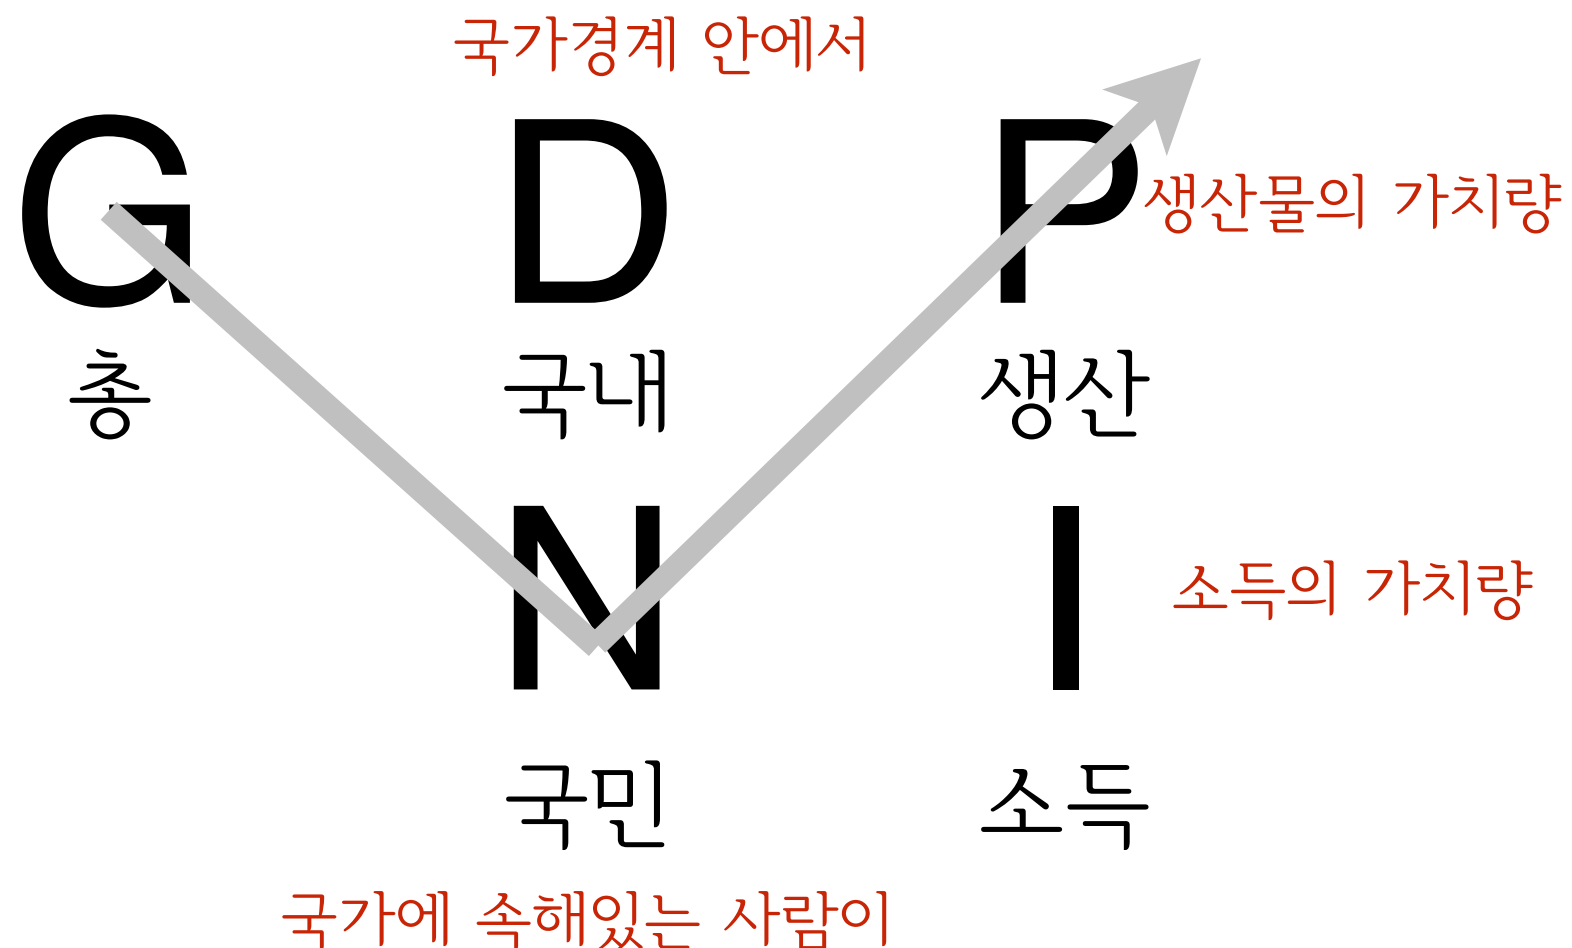 국가경계 안에서
G D P
생산물의 가치량
총 국내 생산
N I
소득의 가치량
국민 소득
국가에 속해있는 사람이